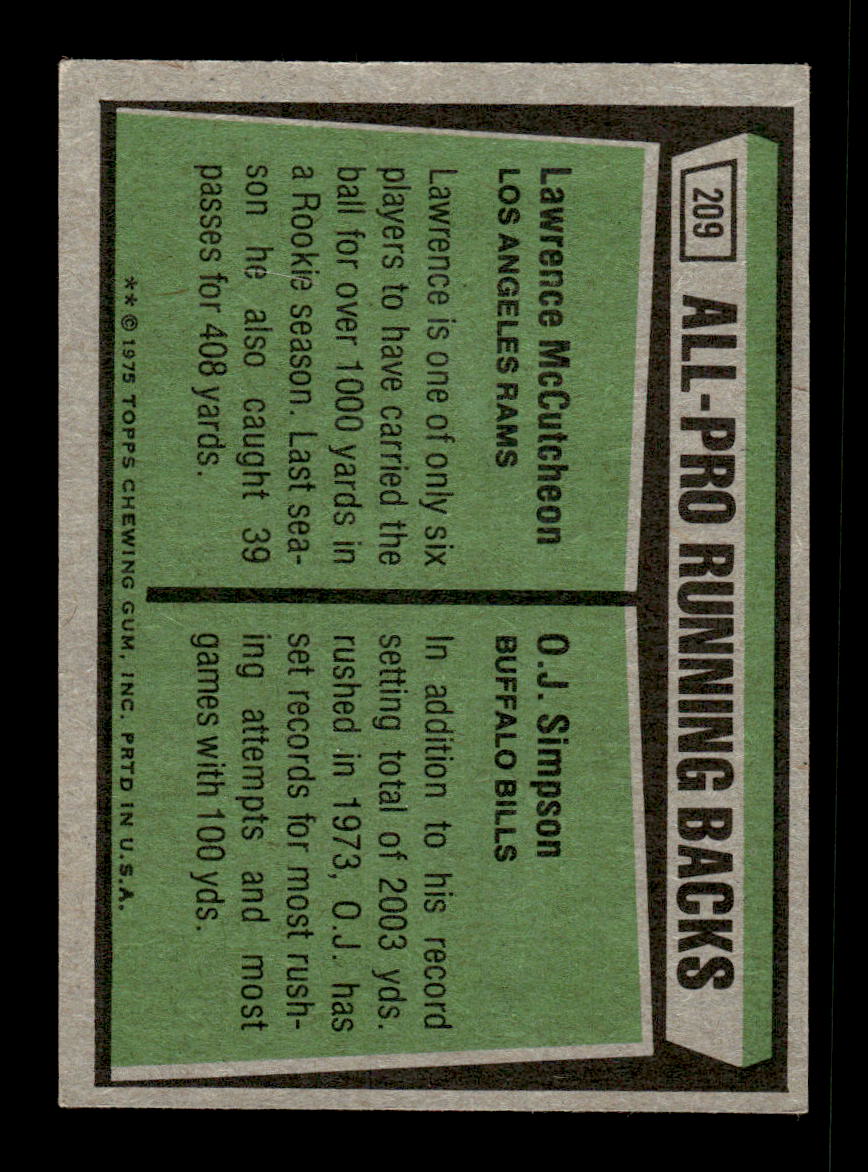 209 ALL-PRO RUNNING BACKS
Lawrence McCutcheon
LOS ANGELES RAMS
Lawrence is one of only six
players to have carried the
ball for over 1000 yards in
a Rookie season. Last sea-
son he also caught 39
passes for 408 yards.
O.J. Simpson
BUFFALO BILLS
In addition to his record
setting total of 2003 yds.
rushed in 1973, O.J. has
set records for most rush-
ing attempts and most
games with 100 yds.
**©1975 TOPPS CHEWING GUM, INC. PRTD IN U.S.A.